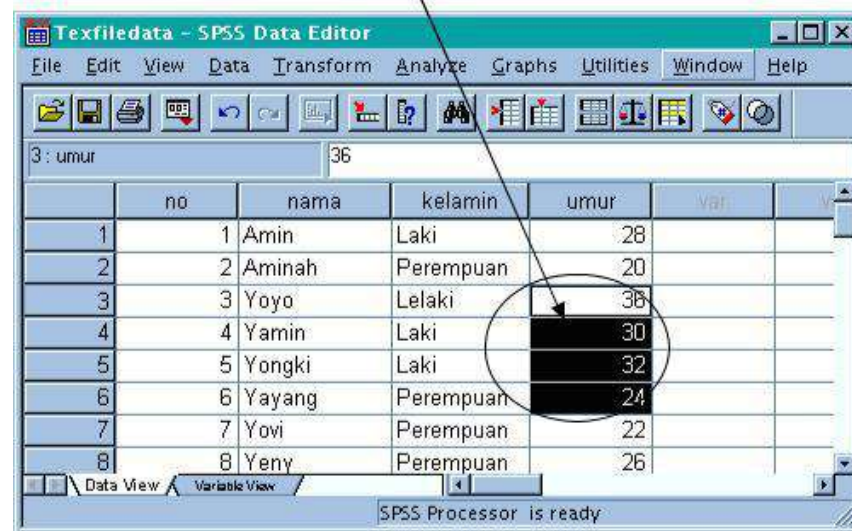 Texfiledata - SPSS Data Editor
File Edit View Data Transform Analyze Graphs Utilities Window Help
3 : umur 36
no nama kelamin umur var
1 1 Amin Laki 28
2 2 Aminah Perempuan 20
3 3 Yoyo Lelaki 36
4 4 Yamin Laki 30
5 5 Yongki Laki 32
6 6 Yayang Perempuan 24
7 7 Yovi Perempuan 22
8 8 Yeny Perempuan 26
Data View Variable View
SPSS Processor is ready